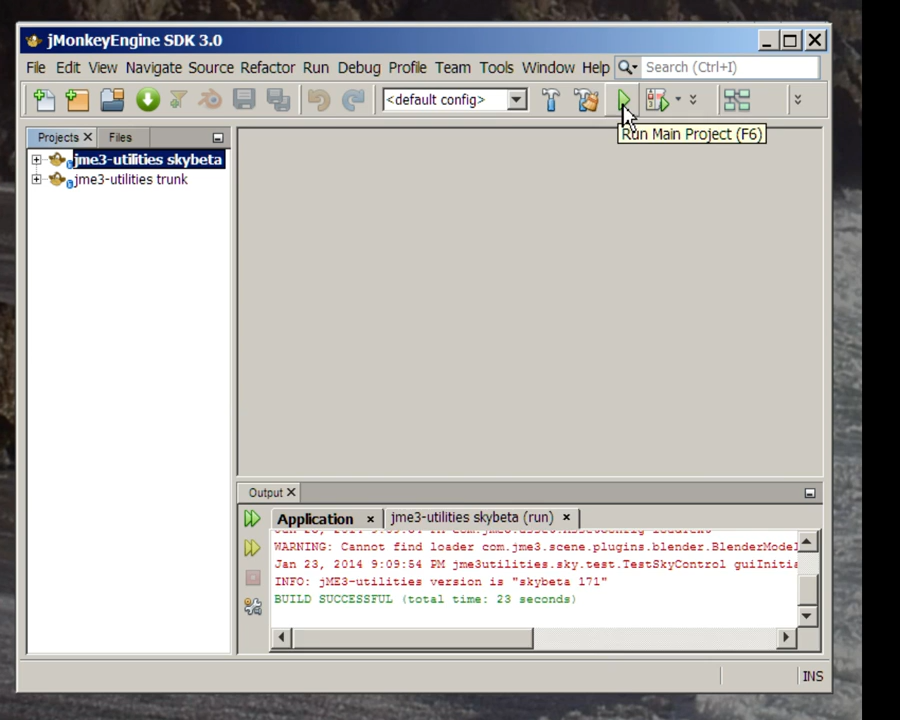 jMonkeyEngine SDK 3.0
File Edit View Navigate Source Refactor Run Debug Profile Team Tools Window Help Search (Ctrl+I)
<default config>
Run Main Project (F6)
Projects Files
jme3-utilities skybeta
jme3-utilities trunk
Output
Application jme3-utilities skybeta (run)
WARNING: Cannot find loader com.jme3.scene.plugins.blender.BlenderModel
Jan 23, 2014 9:09:54 PM jme3utilities.sky.test.TestSkyControl guiInitia
INFO: jME3-utilities version is "skybeta 171"
BUILD SUCCESSFUL (total time: 23 seconds)
INS